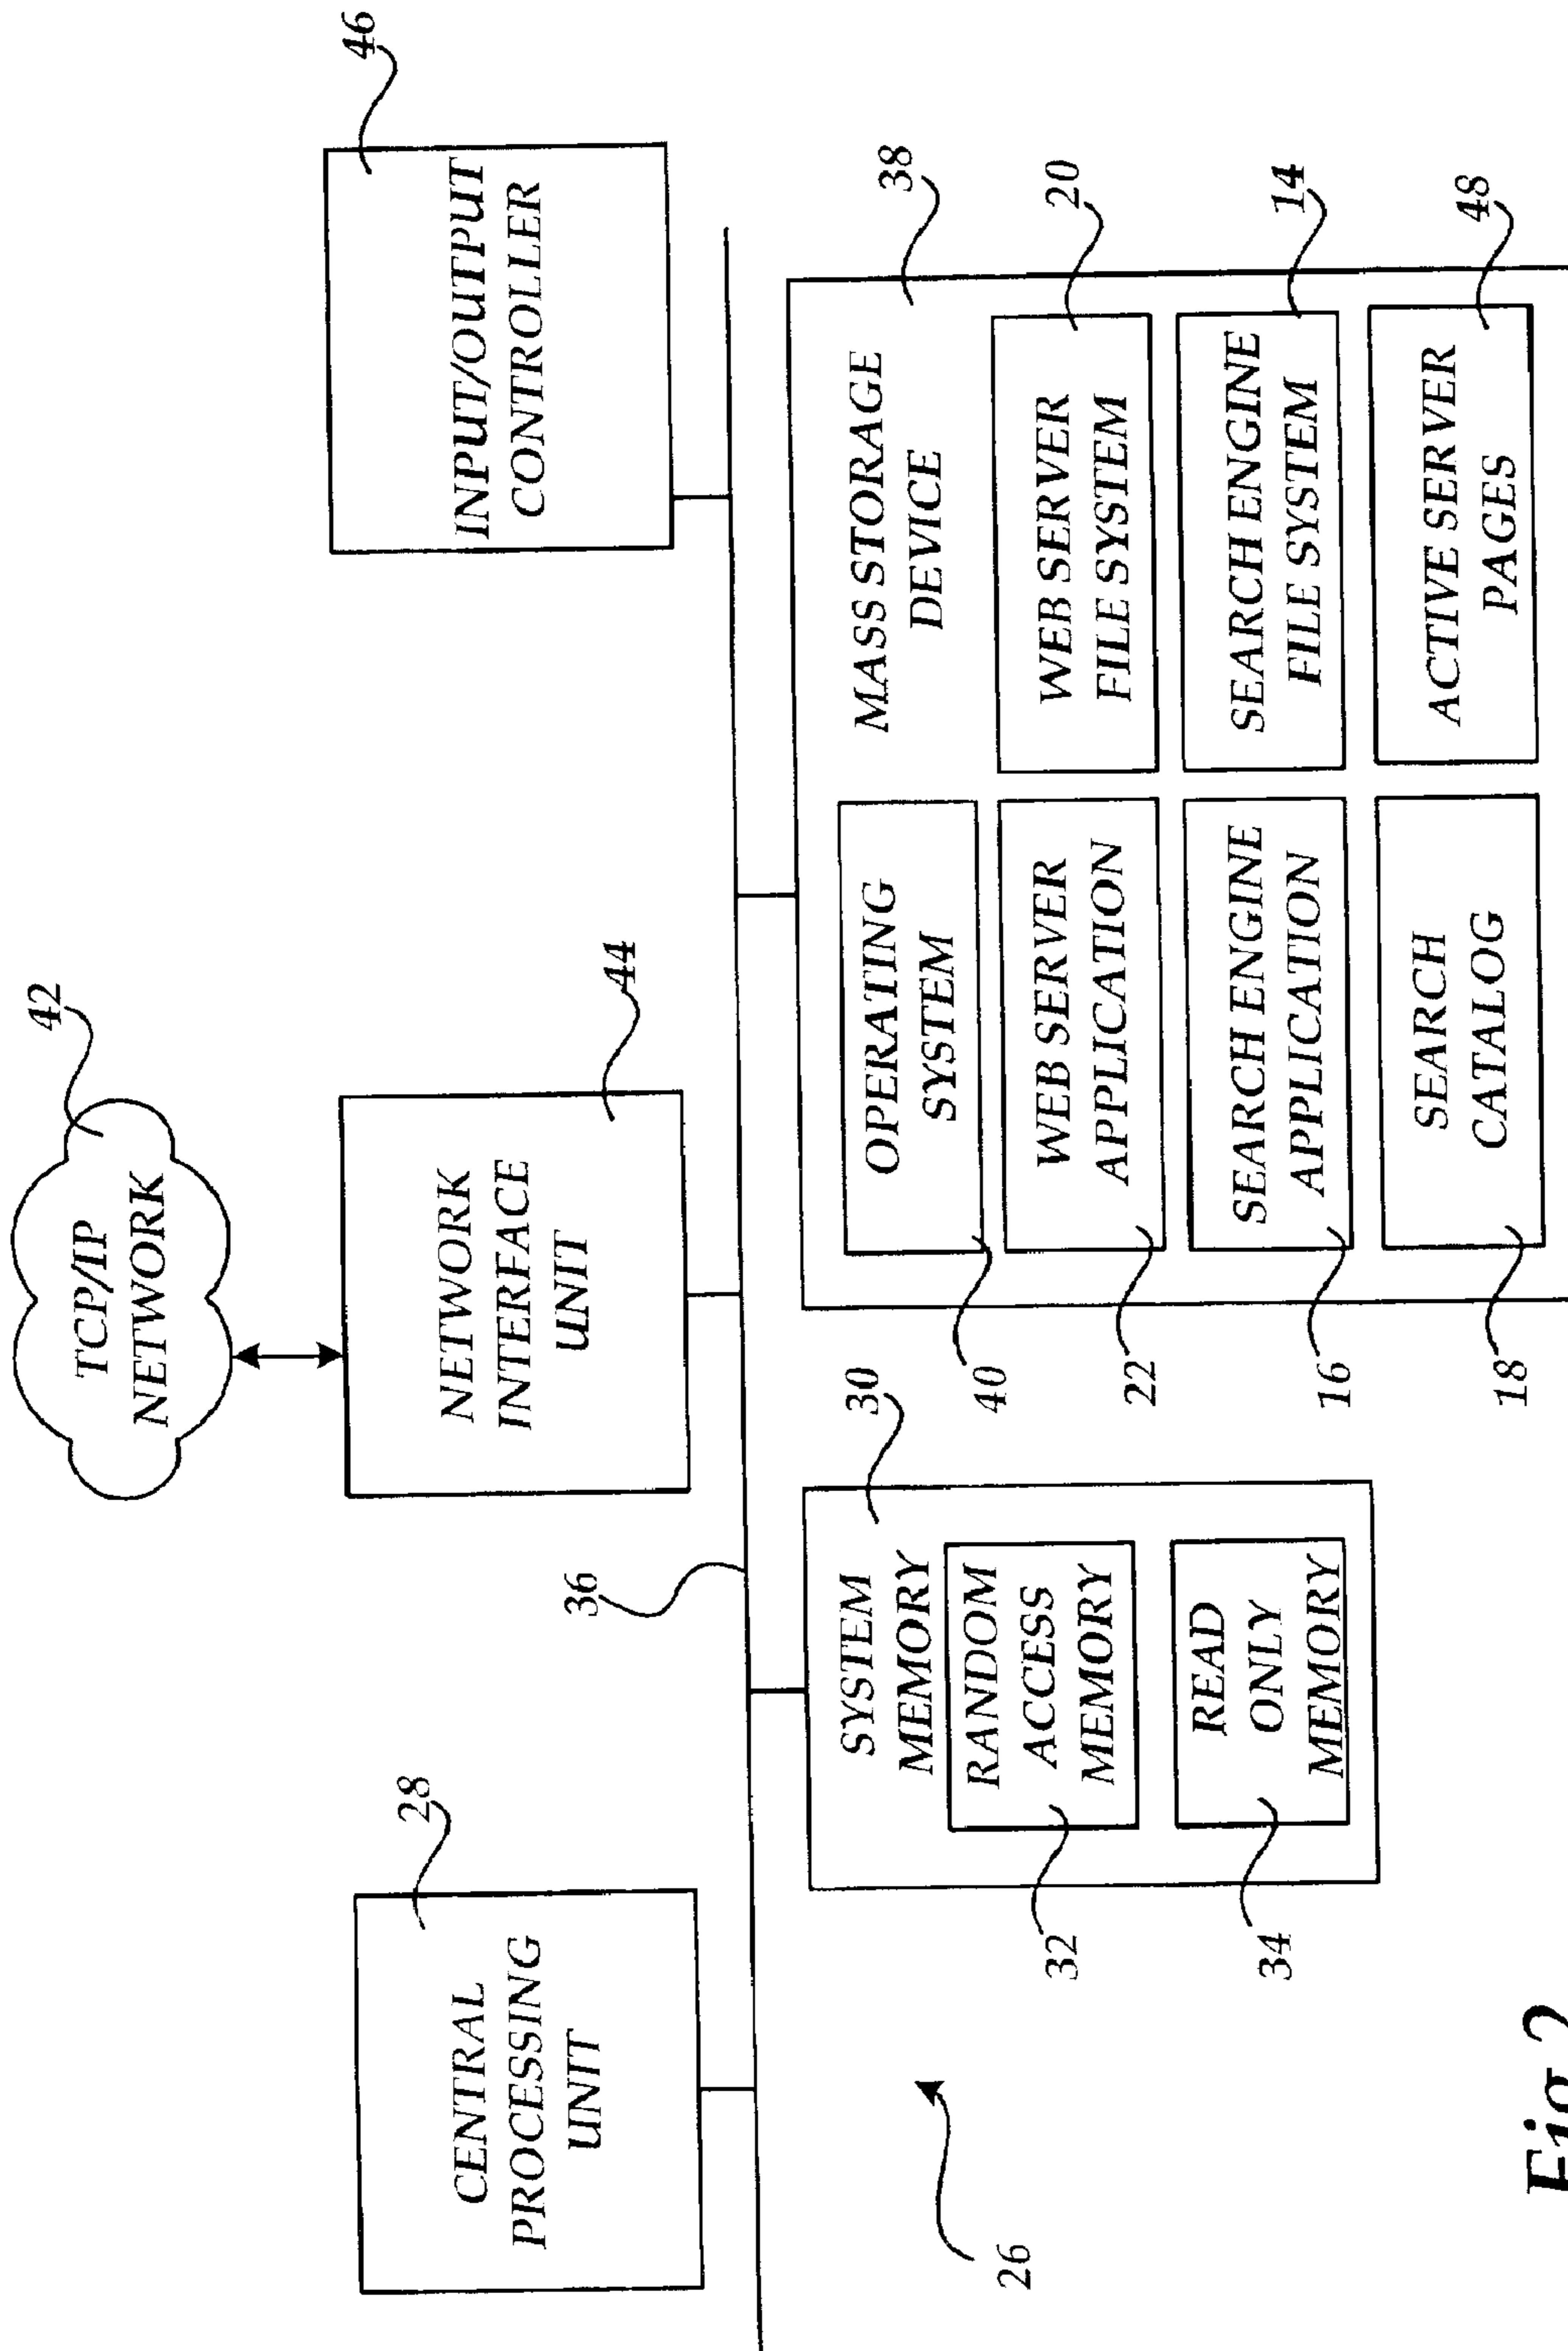 42
TCP/IP
NETWORK
28
CENTRAL
PROCESSING
UNIT
44
NETWORK
INTERFACE
UNIT
46
INPUT/OUTPUT
CONTROLLER
36
26
30
SYSTEM
MEMORY
RANDOM
ACCESS
MEMORY
32
READ
ONLY
MEMORY
34
38
MASS STORAGE
DEVICE
OPERATING
SYSTEM
40
WEB SERVER
APPLICATION
22
WEB SERVER
FILE SYSTEM
20
SEARCH ENGINE
APPLICATION
16
SEARCH ENGINE
FILE SYSTEM
14
SEARCH
CATALOG
18
ACTIVE SERVER
PAGES
48
Fig.2